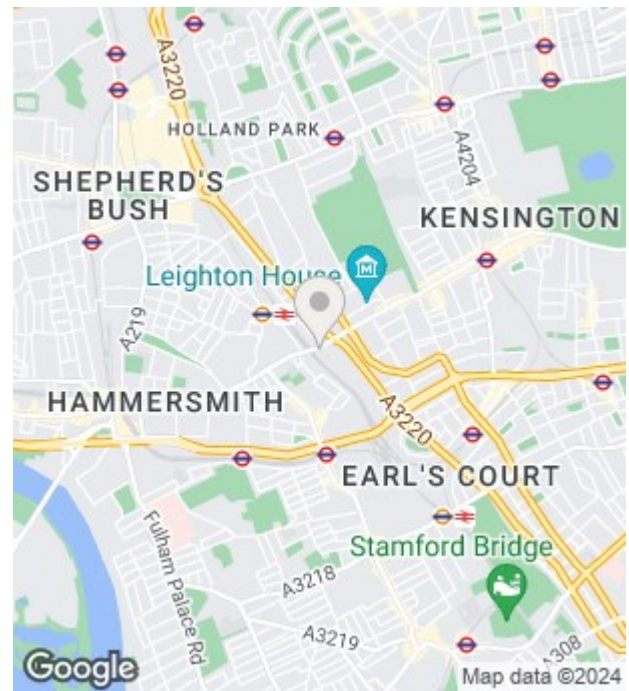 A3220
HOLLAND PARK
A4204
SHEPHERD'S
BUSH
KENSINGTON
Leighton House
M
A219
HAMMERSMITH
A3220
EARL'S COURT
Fulham Palace Rd
Stamford Bridge
A3218
A3219
A308
Google
Map data ©2024